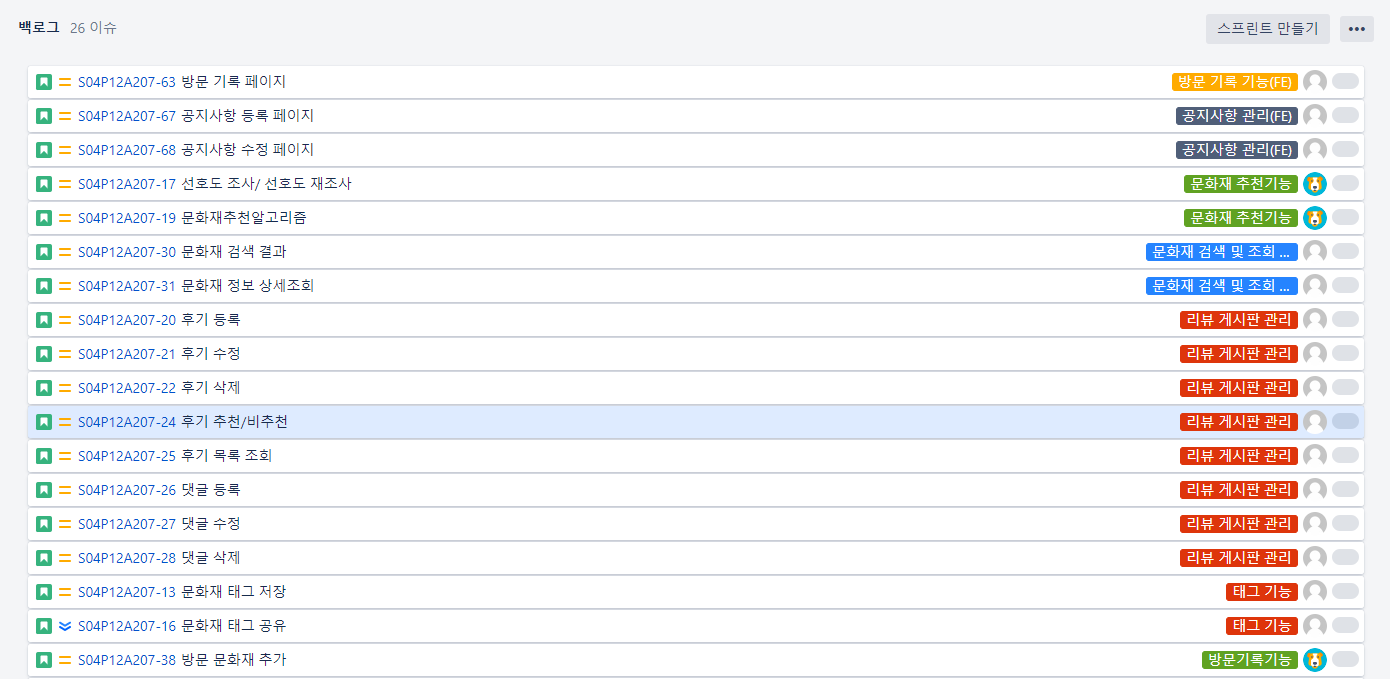 백로그 26 이슈 스프린트 만들기 •••
S04P12A207-63 방문 기록 페이지 방문 기록 기능(FE)
S04P12A207-67 공지사항 등록 페이지 공지사항 관리(FE)
S04P12A207-68 공지사항 수정 페이지 공지사항 관리(FE)
S04P12A207-17 선호도 조사/ 선호도 재조사 문화재 추천기능
S04P12A207-19 문화재추천알고리즘 문화재 추천기능
S04P12A207-30 문화재 검색 결과 문화재 검색 및 조회 ...
S04P12A207-31 문화재 정보 상세조회 문화재 검색 및 조회 ...
S04P12A207-20 후기 등록 리뷰 게시판 관리
S04P12A207-21 후기 수정 리뷰 게시판 관리
S04P12A207-22 후기 삭제 리뷰 게시판 관리
S04P12A207-24 후기 추천/비추천 리뷰 게시판 관리
S04P12A207-25 후기 목록 조회 리뷰 게시판 관리
S04P12A207-26 댓글 등록 리뷰 게시판 관리
S04P12A207-27 댓글 수정 리뷰 게시판 관리
S04P12A207-28 댓글 삭제 리뷰 게시판 관리
S04P12A207-13 문화재 태그 저장 태그 기능
S04P12A207-16 문화재 태그 공유 태그 기능
S04P12A207-38 방문 문화재 추가 방문기록기능